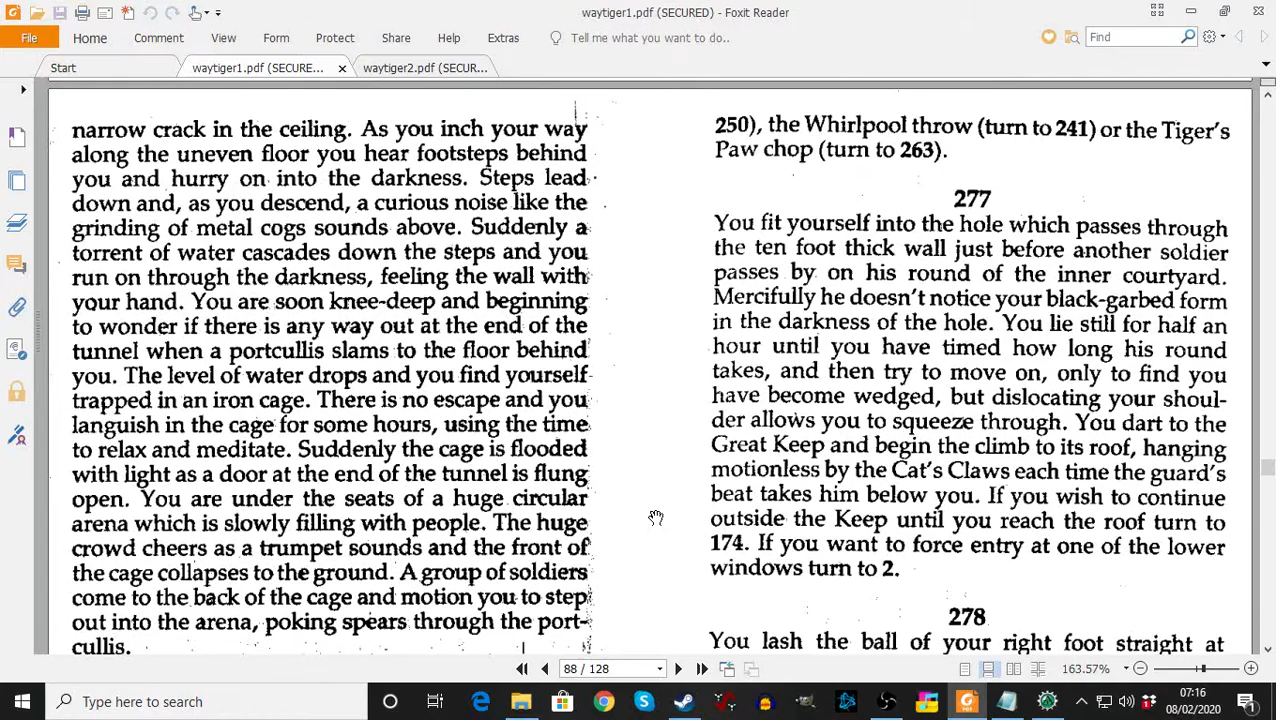 waytiger1.pdf (SECURED) - Foxit Reader
File
Home
Comment
View
Form
Protect
Share
Help
Extras
Tell me what you want to do..
Find
Start
waytiger1.pdf (SECURE...
waytiger2.pdf (SECUR...
narrow crack in the ceiling. As you inch your way
along the uneven floor you hear footsteps behind
you and hurry on into the darkness. Steps lead
down and, as you descend, a curious noise like the
grinding of metal cogs sounds above. Suddenly a
torrent of water cascades down the steps and you
run on through the darkness, feeling the wall with
your hand. You are soon knee-deep and beginning
to wonder if there is any way out at the end of the
tunnel when a portcullis slams to the floor behind
you. The level of water drops and you find yourself
trapped in an iron cage. There is no escape and you
languish in the cage for some hours, using the time
to relax and meditate. Suddenly the cage is flooded
with light as a door at the end of the tunnel is flung
open. You are under the seats of a huge circular
arena which is slowly filling with people. The huge
crowd cheers as a trumpet sounds and the front of
the cage collapses to the ground. A group of soldiers
come to the back of the cage and motion you to step
out into the arena, poking spears through the port-
cullis.
250), the Whirlpool throw (turn to 241) or the Tiger's
Paw chop (turn to 263).
277
You fit yourself into the hole which passes through
the ten foot thick wall just before another soldier
passes by on his round of the inner courtyard.
Mercifully he doesn't notice your black-garbed form
in the darkness of the hole. You lie still for half an
hour until you have timed how long his round
takes, and then try to move on, only to find you
have become wedged, but dislocating your shoul-
der allows you to squeeze through. You dart to the
Great Keep and begin the climb to its roof, hanging
motionless by the Cat's Claws each time the guard's
beat takes him below you. If you wish to continue
outside the Keep until you reach the roof turn to
174. If you want to force entry at one of the lower
windows turn to 2.
278
You lash the ball of your right foot straight at
88 / 128
163.57%
Type here to search
07:16
08/02/2020